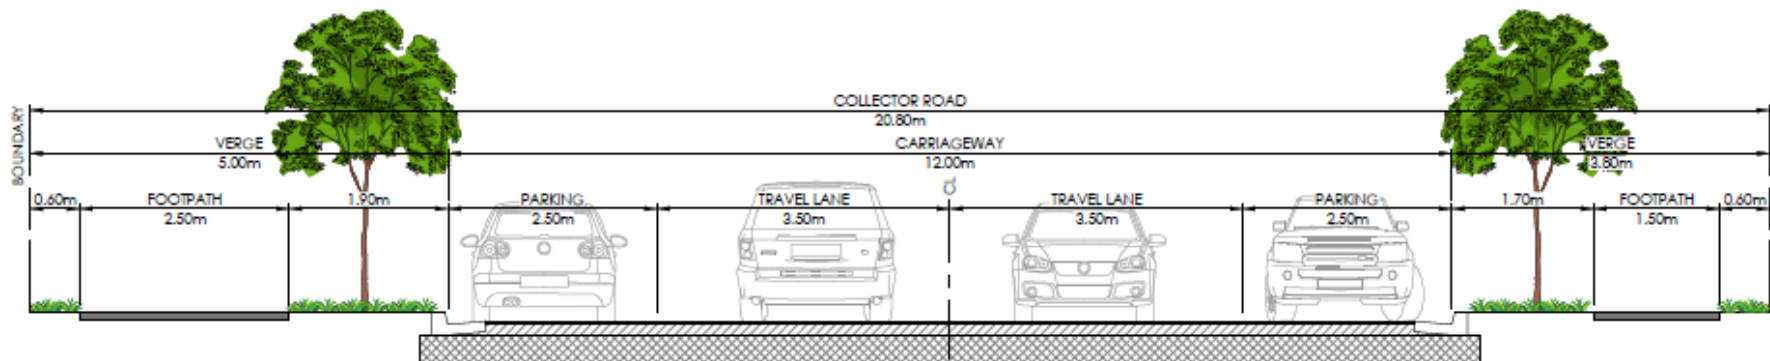 COLLECTOR ROAD
20.80m
BOUNDARY
VERGE
5.00m
CARRIAGEWAY
12.00m
VERGE
3.80m
CL
0.60m
FOOTPATH
2.50m
1.90m
PARKING
2.50m
TRAVEL LANE
3.50m
TRAVEL LANE
3.50m
PARKING
2.50m
1.70m
FOOTPATH
1.50m
0.60m